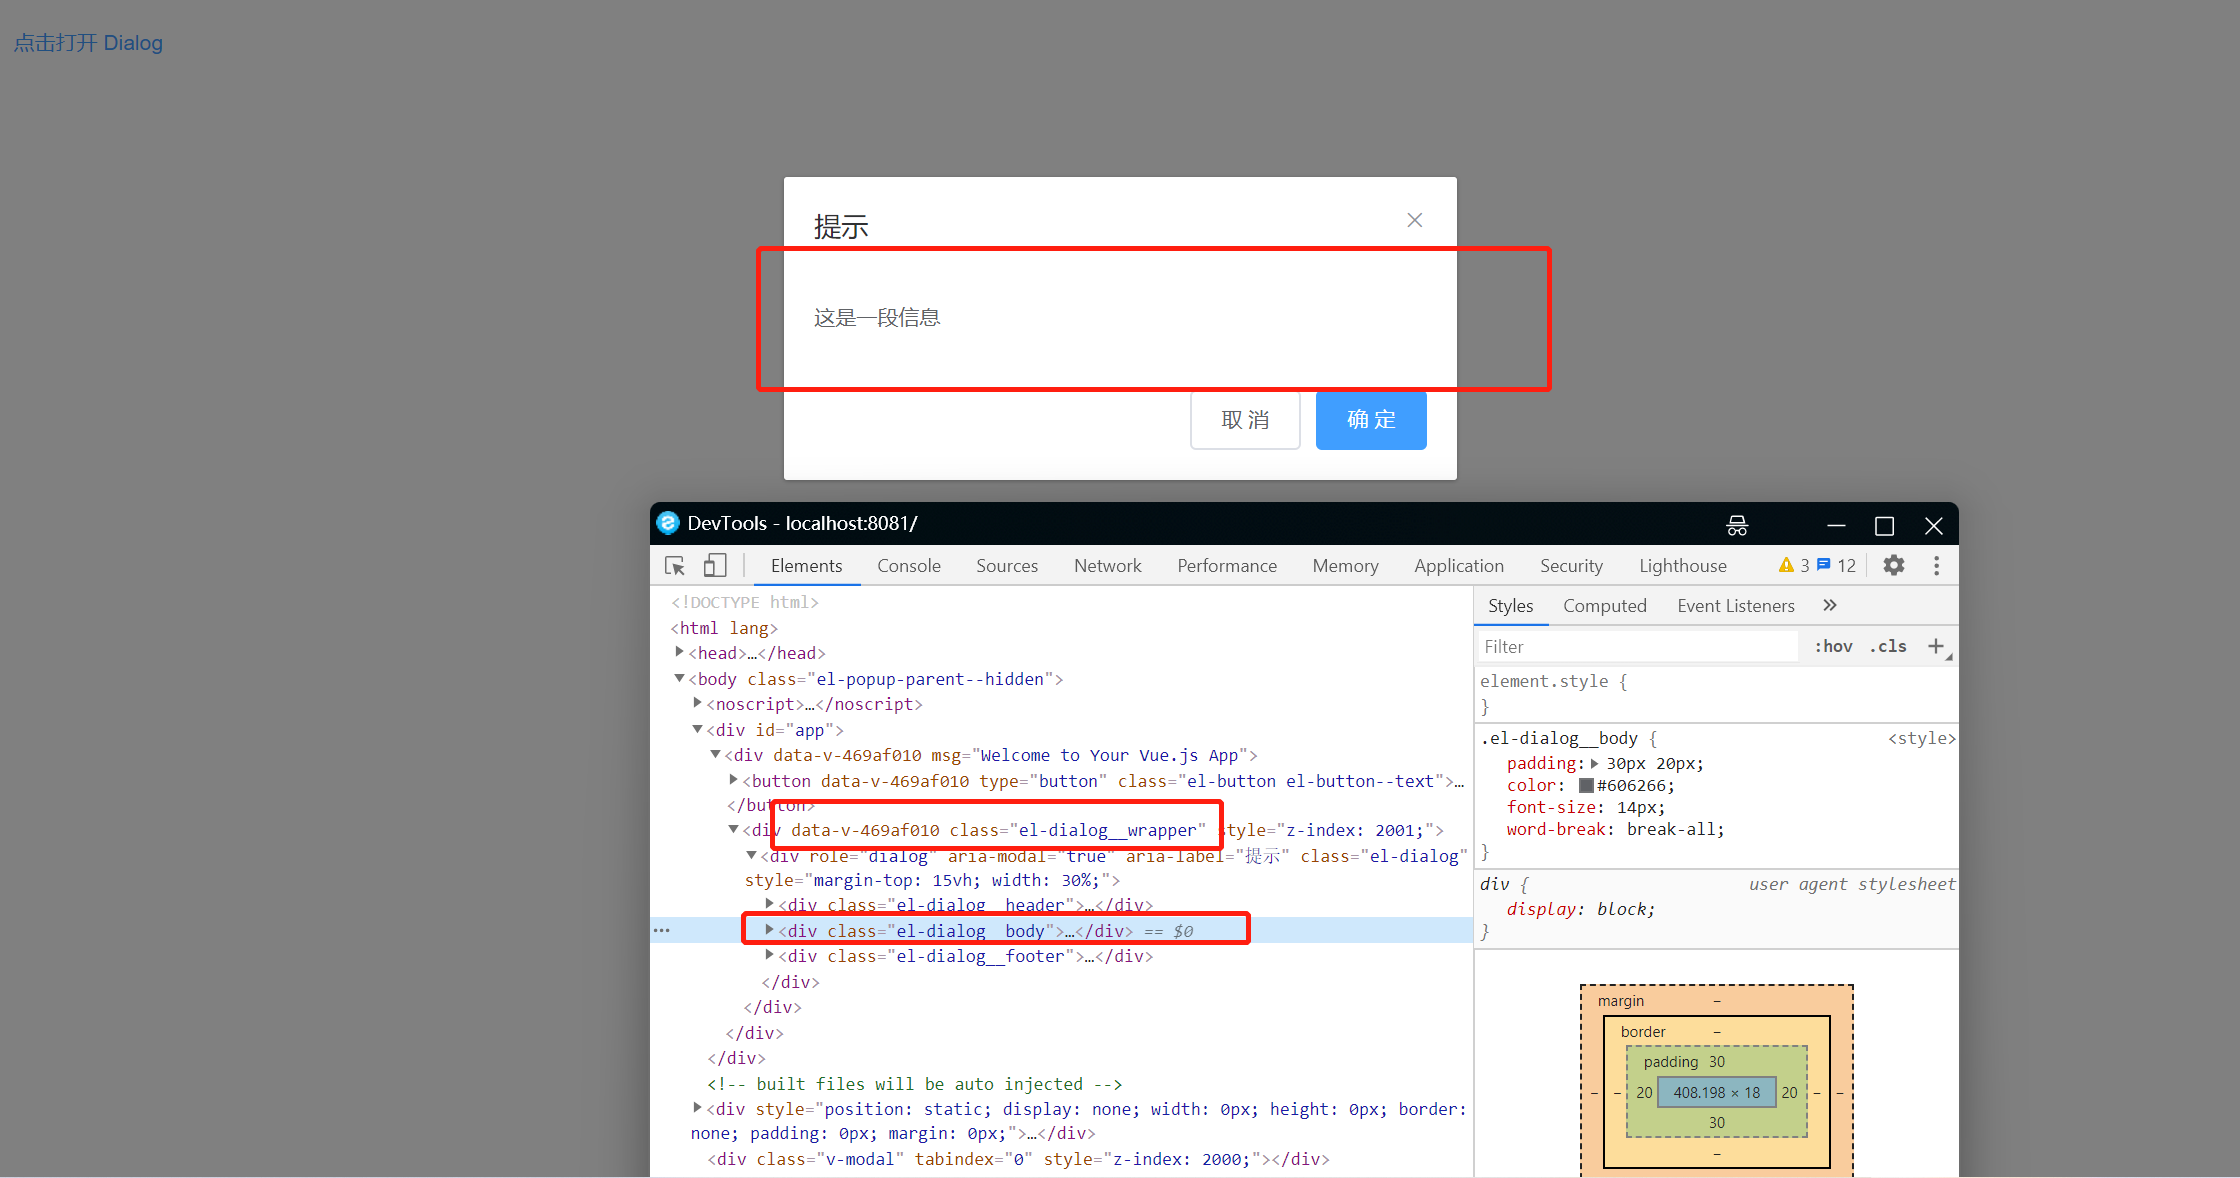 点击打开 Dialog
提示
这是一段信息
取 消
确 定
DevTools - localhost:8081/
Elements Console Sources Network Performance Memory Application Security Lighthouse 3 12
<!DOCTYPE html>
<html lang>
<head>…</head>
<body class="el-popup-parent--hidden">
<noscript>…</noscript>
<div id="app">
<div data-v-469af010 msg="Welcome to Your Vue.js App">
<button data-v-469af010 type="button" class="el-button el-button--text">…
</button>
<div data-v-469af010 class="el-dialog__wrapper" style="z-index: 2001;">
<div role="dialog" aria-modal="true" aria-label="提示" class="el-dialog"
style="margin-top: 15vh; width: 30%;">
<div class="el-dialog__header">…</div>
… <div class="el-dialog__body">…</div> == $0
<div class="el-dialog__footer">…</div>
</div>
</div>
</div>
</div>
<!-- built files will be auto injected -->
<div style="position: static; display: none; width: 0px; height: 0px; border:
none; padding: 0px; margin: 0px;">…</div>
<div class="v-modal" tabindex="0" style="z-index: 2000;"></div>
Styles Computed Event Listeners »
Filter :hov .cls +
element.style {
}
.el-dialog__body { <style>
padding: 30px 20px;
color: #606266;
font-size: 14px;
word-break: break-all;
}
div { user agent stylesheet
display: block;
}
margin –
border –
padding 30
– – 20 408.198 × 18 20 – –
30
–